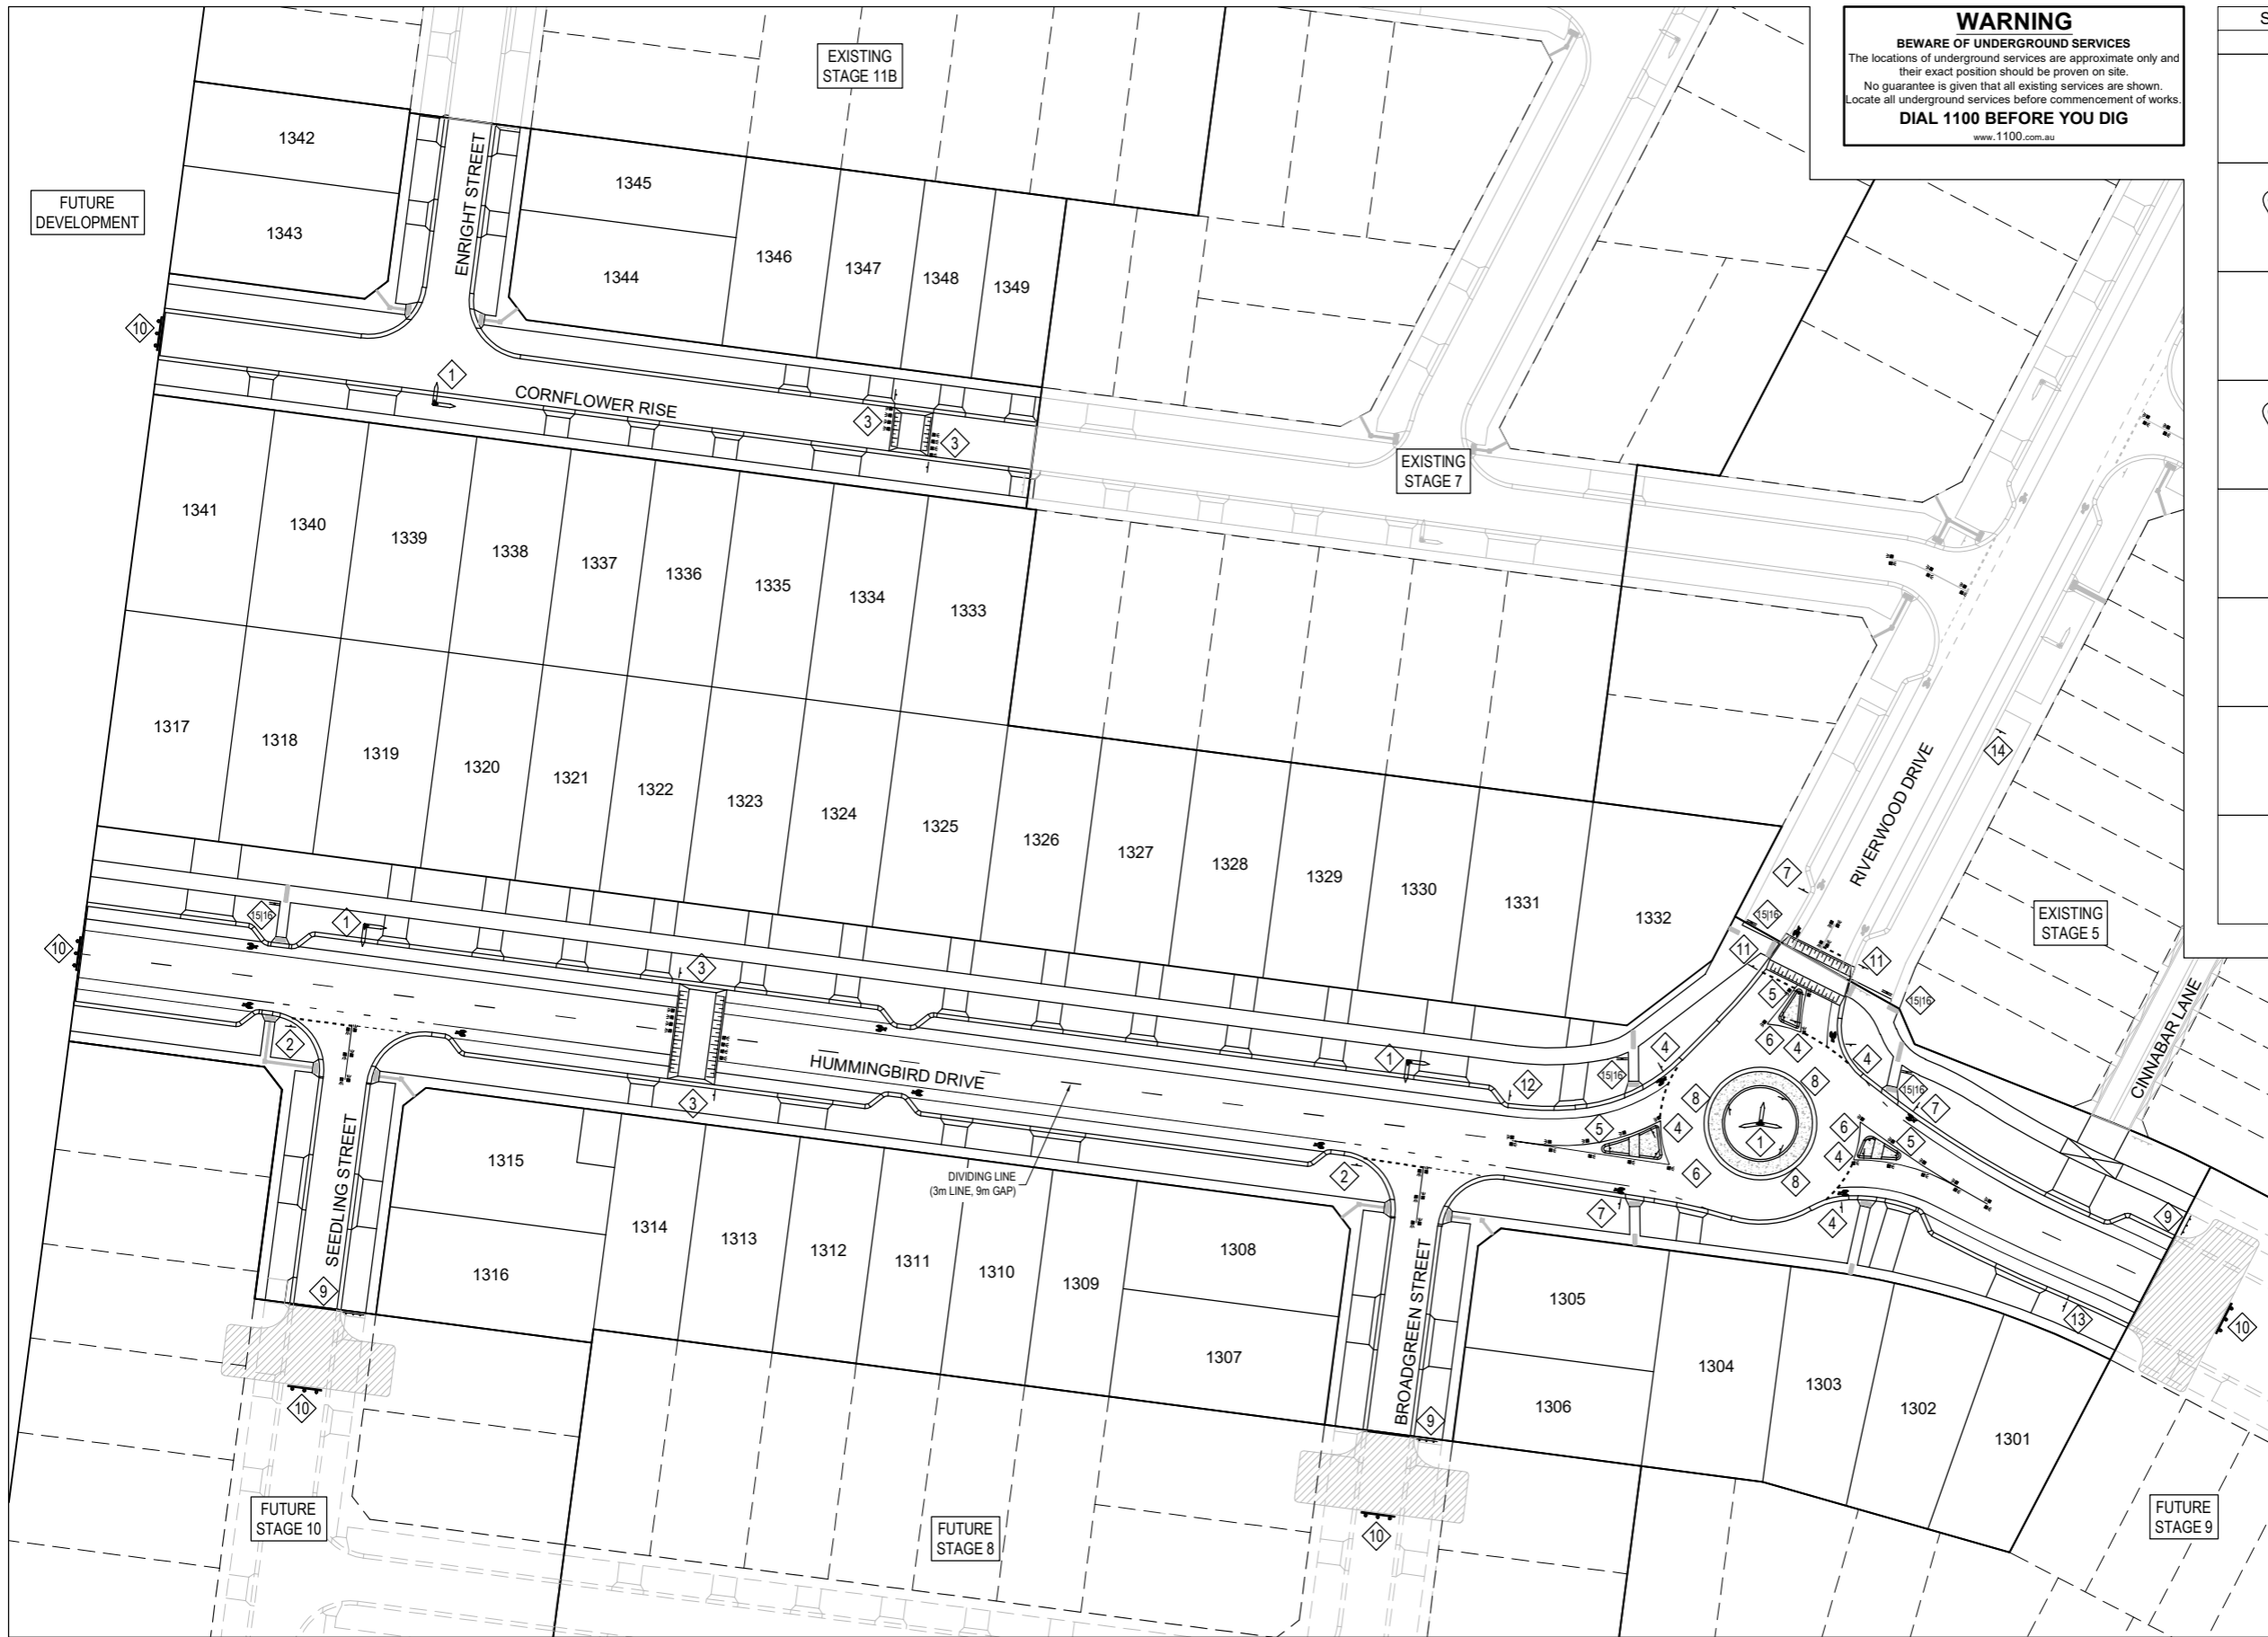 WARNING
BEWARE OF UNDERGROUND SERVICES
The locations of underground services are approximate only and
their exact position should be proven on site.
No guarantee is given that all existing services are shown.
Locate all underground services before commencement of works.
DIAL 1100 BEFORE YOU DIG
www.1100.com.au
S
EXISTING
STAGE 11B
1342
ENRIGHT STREET
1345
FUTURE
DEVELOPMENT
1343
1344
1346
1347
1348
1349
10
1
CORNFLOWER RISE
3
3
EXISTING
STAGE 7
1341
1340
1339
1338
1337
1336
1335
1334
1333
1317
1318
1319
1320
1321
1322
1323
1324
1325
1326
1327
1328
1329
1330
1331
1332
14
RIVERWOOD DRIVE
7
EXISTING
STAGE 5
15|16
1
15|16
10
11
11
3
5
15|16
CINNABAR LANE
2
6
4
4
4
HUMMINGBIRD DRIVE
1
12
15|16
8
8
15|16
7
3
5
4
1
6
5
4
SEEDLING STREET
1315
DIVIDING LINE
(3m LINE, 9m GAP)
2
6
8
7
4
9
1314
1313
1312
1311
1310
1309
1308
1316
9
1307
BROADGREEN STREET
1305
1306
1304
1303
1302
1301
13
10
9
10
10
FUTURE
STAGE 10
FUTURE
STAGE 8
FUTURE
STAGE 9